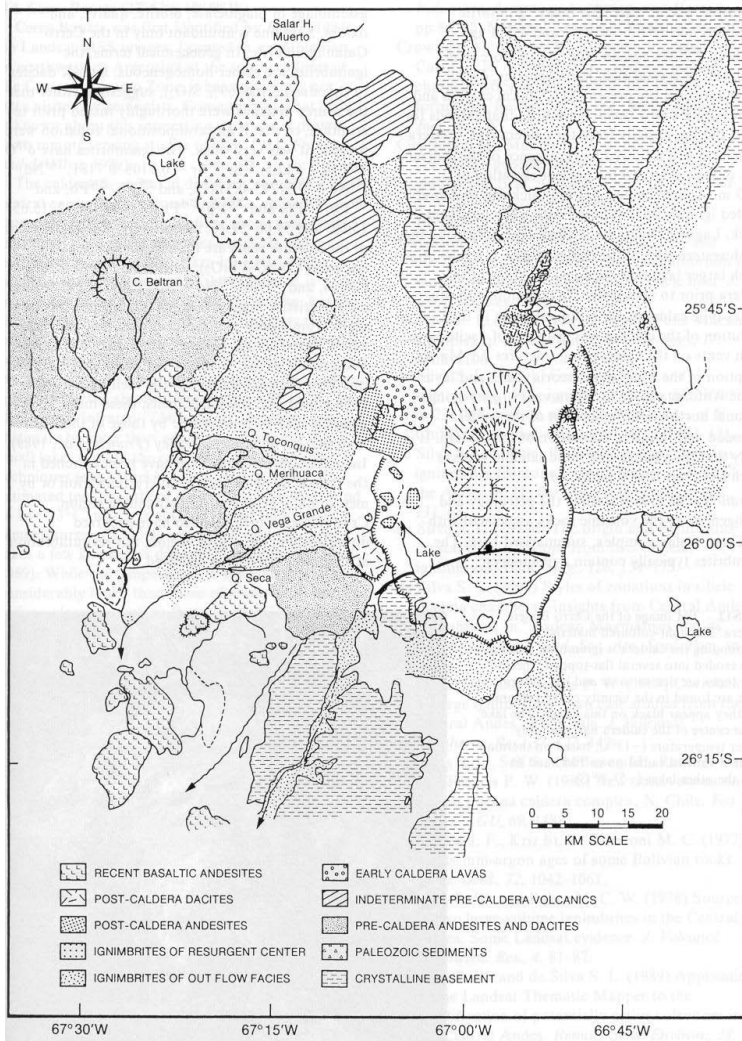 Salar H.
Muerto
N
W E
S
Lake
C. Beltran
25°45'S
Q. Toconquis
Q. Merihuaca
Q. Vega Grande
26°00'S
Lake
Q. Seca
Lake
26°15'S
0 5 10 15 20
KM SCALE
RECENT BASALTIC ANDESITES
POST-CALDERA DACITES
POST-CALDERA ANDESITES
IGNIMBRITES OF RESURGENT CENTER
IGNIMBRITES OF OUT FLOW FACIES
EARLY CALDERA LAVAS
INDETERMINATE PRE-CALDERA VOLCANICS
PRE-CALDERA ANDESITES AND DACITES
PALEOZOIC SEDIMENTS
CRYSTALLINE BASEMENT
67°30'W 67°15'W 67°00'W 66°45'W